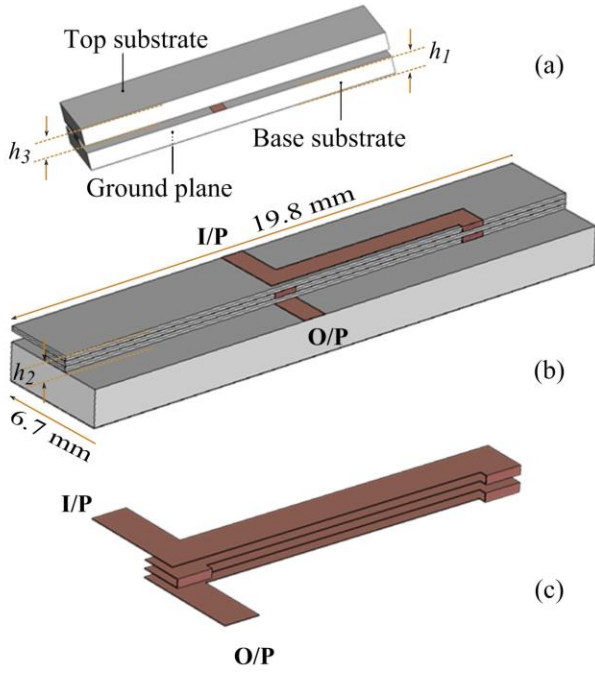 Top substrate
h1
(a)
h3
Base substrate
Ground plane
19.8 mm
I/P
O/P
h2
(b)
6.7 mm
I/P
(c)
O/P